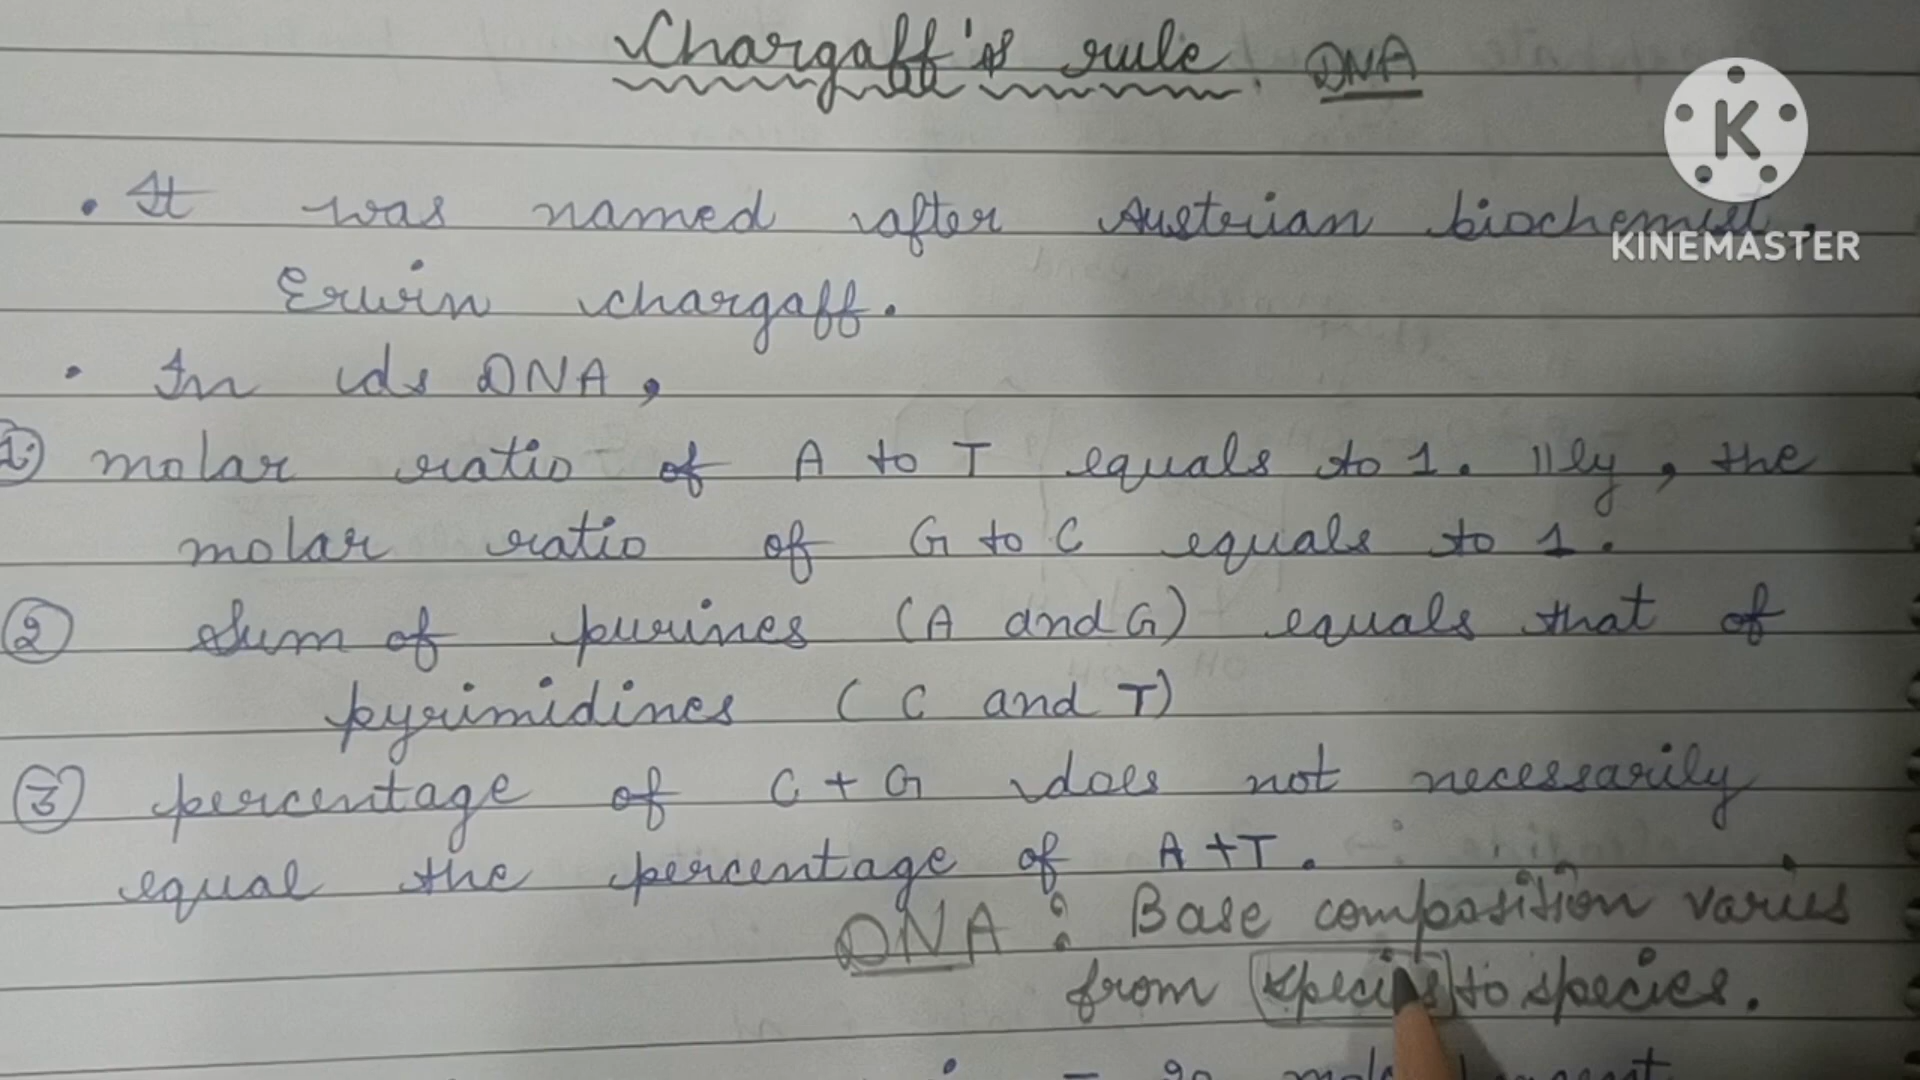 Chargaff's rule. DNA
K
• It was named after Austrian biochemist.
KINEMASTER
Erwin chargaff.
• In ds DNA,
1. molar ratio of A to T equals to 1. ||ly, the
molar ratio of G to C equals to 1.
2 Sum of purines (A and G) equals that of
pyrimidines (C and T)
3 percentage of C + G does not necessarily
equal the percentage of A + T.
DNA : Base composition varies
from species to species.